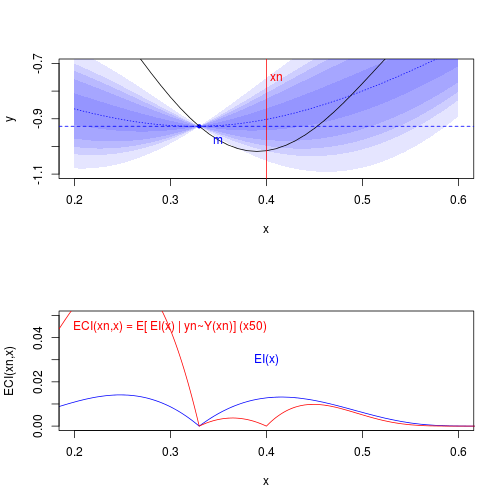 -0.7
-0.9
-1.1
y
xn
m
0.2 0.3 0.4 0.5 0.6
x
0.04
0.02
0.00
ECI(xn,x)
ECI(xn,x) = E[ EI(x) | yn~Y(xn)] (x50)
EI(x)
0.2 0.3 0.4 0.5 0.6
x